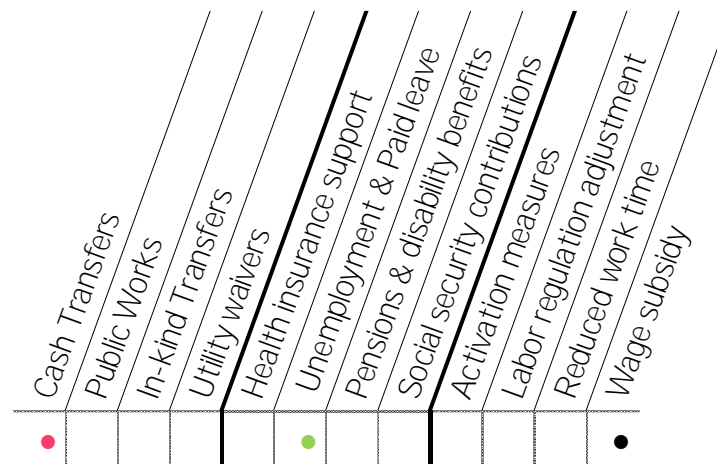 Cash Transfers
Public Works
In-Kind Transfers
Utility waivers
Health insurance support
Unemployment & Paid leave
Pensions & disability benefits
Social security contributions
Activation measures
Labor regulation adjustment
Reduced work time
Wage subsidy